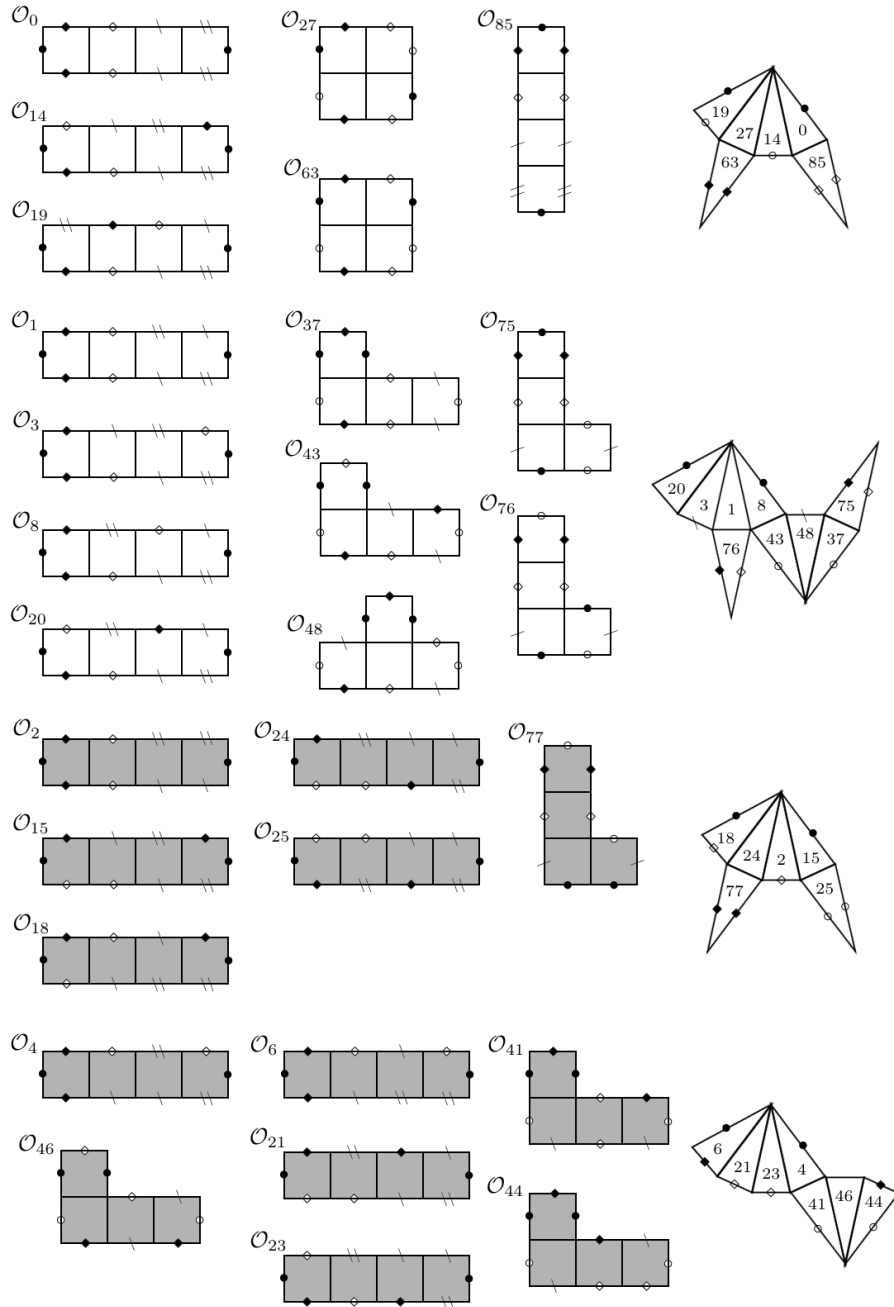 O₀ O₂₇ O₈₅
19 27 14 0
O₁₄
O₆₃ 63 85
O₁₉
O₁ O₃₇ O₇₅
O₃
O₄₃ 20 3 1 8 75
O₈ O₇₆ 76 43 48 37
O₂₀ O₄₈
O₂ O₂₄ O₇₇
O₁₅ O₂₅ 18 24 2 15
77 25
O₁₈
O₄ O₆ O₄₁
O₄₆ O₂₁ 6 21 23 4
41 46 44
O₄₄
O₂₃